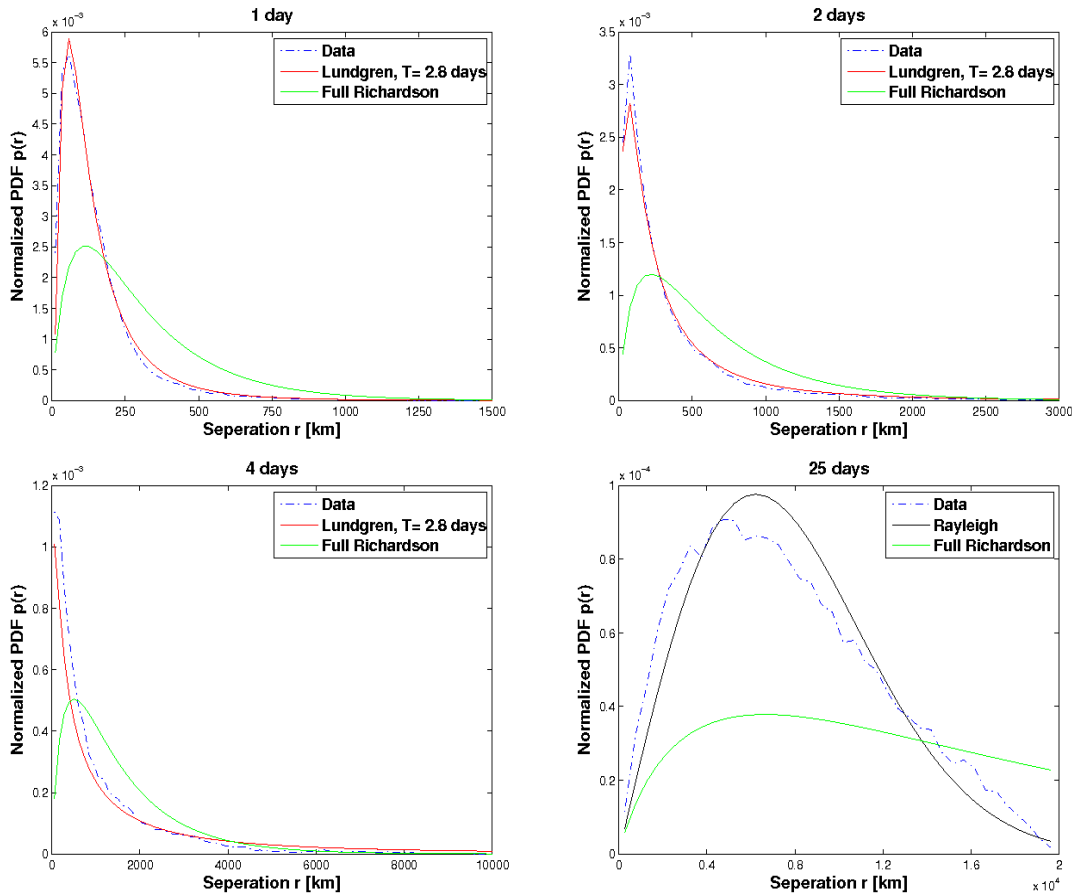 1 day
x 10⁻³
6
5.5
5
4.5
4
3.5
3
2.5
2
1.5
1
0.5
0
Normalized PDF p(r)
Data
Lundgren, T= 2.8 days
Full Richardson
0 250 500 750 1000 1250 1500
Seperation r [km]
2 days
x 10⁻³
3.5
3
2.5
2
1.5
1
0.5
0
Normalized PDF p(r)
Data
Lundgren, T= 2.8 days
Full Richardson
0 500 1000 1500 2000 2500 3000
Seperation r [km]
4 days
x 10⁻³
1.2
1
0.8
0.6
0.4
0.2
0
Normalized PDF p(r)
Data
Lundgren, T= 2.8 days
Full Richardson
0 2000 4000 6000 8000 10000
Seperation r [km]
25 days
x 10⁻⁴
1
0.8
0.6
0.4
0.2
0
Normalized PDF p(r)
Data
Rayleigh
Full Richardson
0 0.4 0.8 1.2 1.6 2
Seperation r [km]
x 10⁴